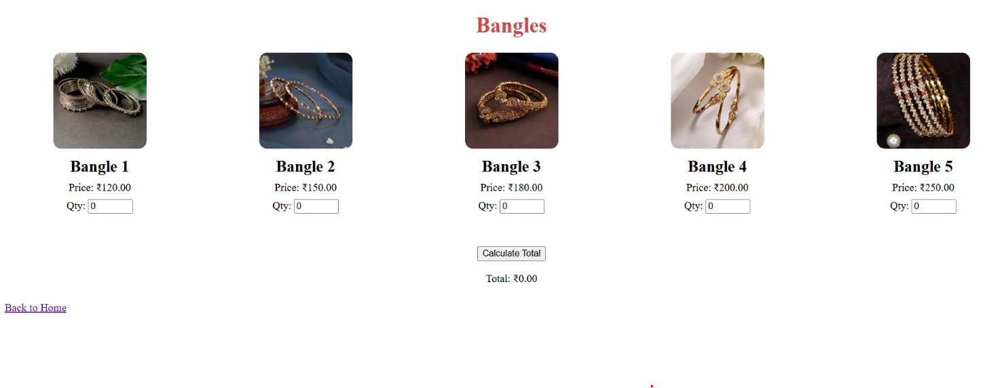 Bangles
Bangle 1
Price: ₹120.00
Qty: 0
Bangle 2
Price: ₹150.00
Qty: 0
Bangle 3
Price: ₹180.00
Qty: 0
Bangle 4
Price: ₹200.00
Qty: 0
Bangle 5
Price: ₹250.00
Qty: 0
Calculate Total
Total: ₹0.00
Back to Home